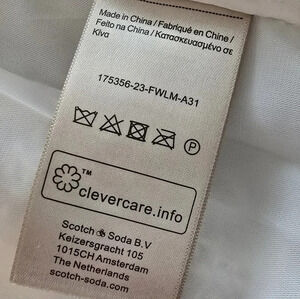 Made in China / Fabriqué en Chine /
Feito na China / Κατασκευασμένο σε
Κίνα
175356-23-FWLM-A31
P
™
clevercare.info
Scotch & Soda B.V
Keizersgracht 105
1015CH Amsterdam
The Netherlands
scotch-soda.com